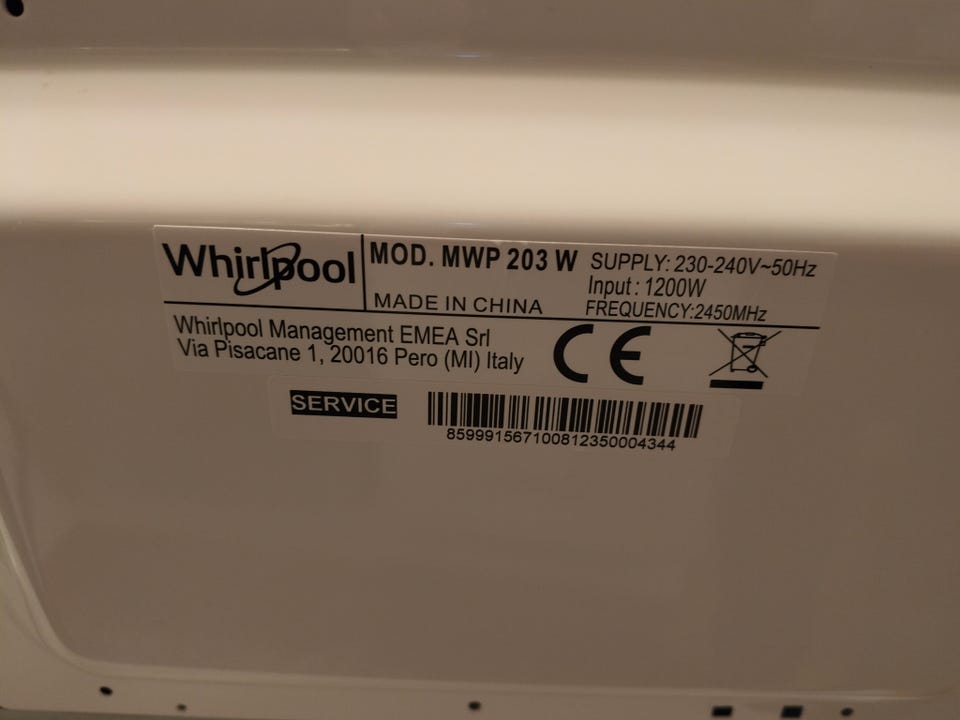 Whirlpool
MOD. MWP 203 W
MADE IN CHINA
SUPPLY: 230-240V~50Hz
Input : 1200W
FREQUENCY:2450MHz
Whirlpool Management EMEA Srl
Via Pisacane 1, 20016 Pero (MI) Italy
CE
SERVICE
859991567100812350004344